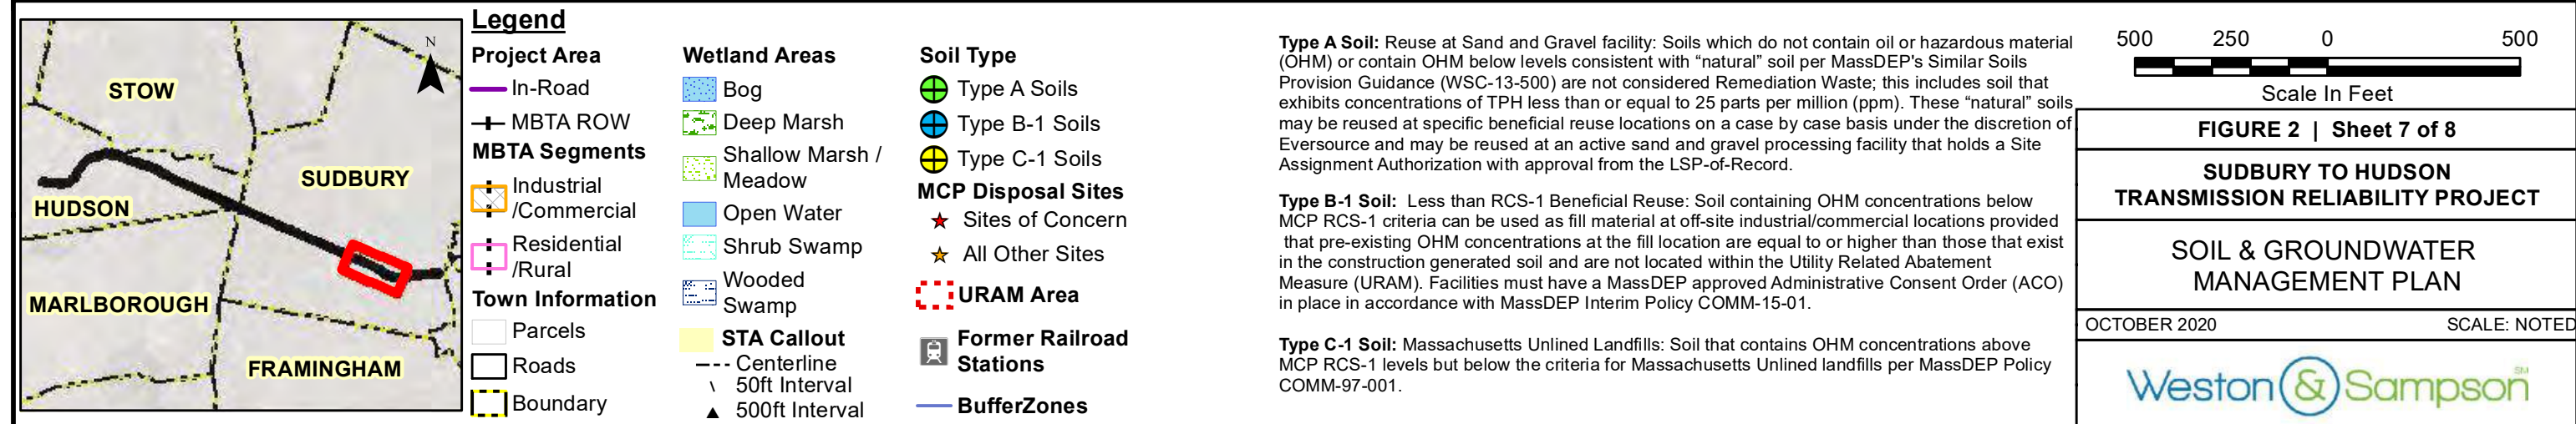 N
STOW
SUDBURY
HUDSON
MARLBOROUGH
FRAMINGHAM
Legend
Project Area
In-Road
MBTA ROW
MBTA Segments
Industrial
/Commercial
Residential
/Rural
Town Information
Parcels
Roads
Boundary
Wetland Areas
Bog
Deep Marsh
Shallow Marsh /
Meadow
Open Water
Shrub Swamp
Wooded
Swamp
STA Callout
Centerline
50ft Interval
500ft Interval
Soil Type
Type A Soils
Type B-1 Soils
Type C-1 Soils
MCP Disposal Sites
Sites of Concern
All Other Sites
URAM Area
Former Railroad
Stations
BufferZones
Type A Soil: Reuse at Sand and Gravel facility: Soils which do not contain oil or hazardous material
(OHM) or contain OHM below levels consistent with “natural” soil per MassDEP's Similar Soils
Provision Guidance (WSC-13-500) are not considered Remediation Waste; this includes soil that
exhibits concentrations of TPH less than or equal to 25 parts per million (ppm). These “natural” soils
may be reused at specific beneficial reuse locations on a case by case basis under the discretion of
Eversource and may be reused at an active sand and gravel processing facility that holds a Site
Assignment Authorization with approval from the LSP-of-Record.
Type B-1 Soil: Less than RCS-1 Beneficial Reuse: Soil containing OHM concentrations below
MCP RCS-1 criteria can be used as fill material at off-site industrial/commercial locations provided
that pre-existing OHM concentrations at the fill location are equal to or higher than those that exist
in the construction generated soil and are not located within the Utility Related Abatement
Measure (URAM). Facilities must have a MassDEP approved Administrative Consent Order (ACO)
in place in accordance with MassDEP Interim Policy COMM-15-01.
Type C-1 Soil: Massachusetts Unlined Landfills: Soil that contains OHM concentrations above
MCP RCS-1 levels but below the criteria for Massachusetts Unlined landfills per MassDEP Policy
COMM-97-001.
500 250 0 500
Scale In Feet
FIGURE 2 | Sheet 7 of 8
SUDBURY TO HUDSON
TRANSMISSION RELIABILITY PROJECT
SOIL & GROUNDWATER
MANAGEMENT PLAN
OCTOBER 2020 SCALE: NOTED
Weston & Sampson SM